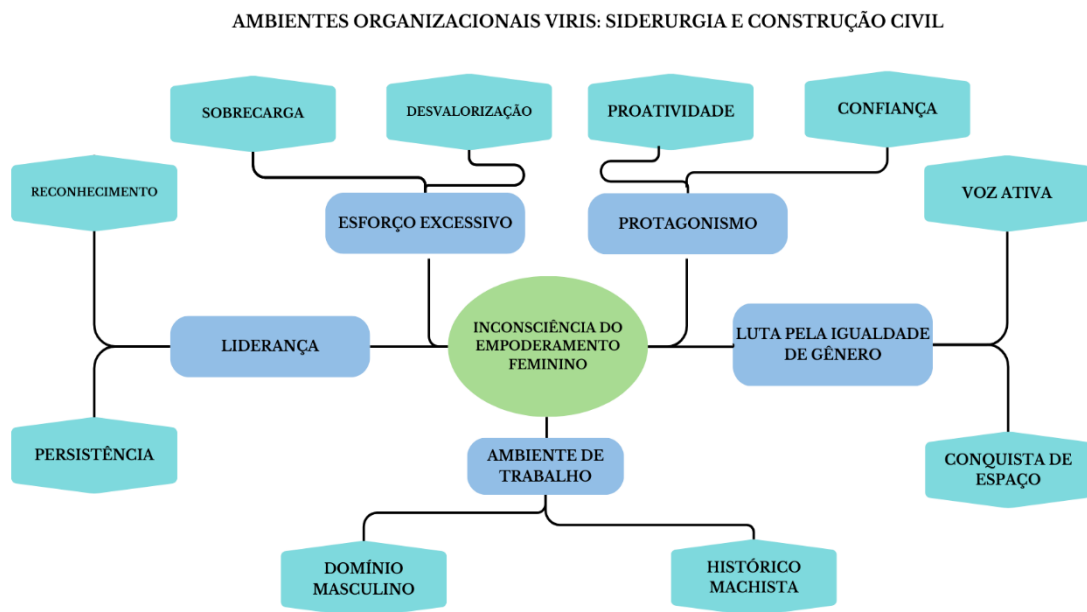 AMBIENTES ORGANIZACIONAIS VIRIS: SIDERURGIA E CONSTRUÇÃO CIVIL
SOBRECARGA
DESVALORIZAÇÃO
PROATIVIDADE
CONFIANÇA
RECONHECIMENTO
ESFORÇO EXCESSIVO
PROTAGONISMO
VOZ ATIVA
LIDERANÇA
INCONSCIÊNCIA DO
EMPODERAMENTO
FEMININO
LUTA PELA IGUALDADE
DE GÊNERO
PERSISTÊNCIA
AMBIENTE DE
TRABALHO
CONQUISTA DE
ESPAÇO
DOMÍNIO
MASCULINO
HISTÓRICO
MACHISTA